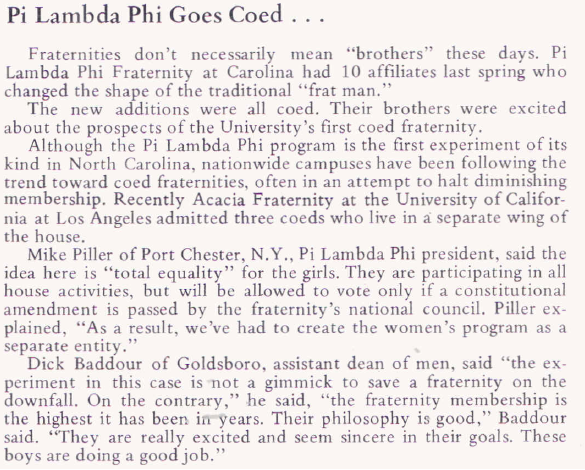 Pi Lambda Phi Goes Coed . . .
Fraternities don't necessarily mean "brothers" these days. Pi
Lambda Phi Fraternity at Carolina had 10 affiliates last spring who
changed the shape of the traditional "frat man."
The new additions were all coed. Their brothers were excited
about the prospects of the University's first coed fraternity.
Although the Pi Lambda Phi program is the first experiment of its
kind in North Carolina, nationwide campuses have been following the
trend toward coed fraternities, often in an attempt to halt diminishing
membership. Recently Acacia Fraternity at the University of Califor-
nia at Los Angeles admitted three coeds who live in a separate wing of
the house.
Mike Piller of Port Chester, N.Y., Pi Lambda Phi president, said the
idea here is "total equality" for the girls. They are participating in all
house activities, but will be allowed to vote only if a constitutional
amendment is passed by the fraternity's national council. Piller ex-
plained, "As a result, we've had to create the women's program as a
separate entity."
Dick Baddour of Goldsboro, assistant dean of men, said "the ex-
periment in this case is not a gimmick to save a fraternity on the
downfall. On the contrary," he said, "the fraternity membership is
the highest it has been in years. Their philosophy is good," Baddour
said. "They are really excited and seem sincere in their goals. These
boys are doing a good job."